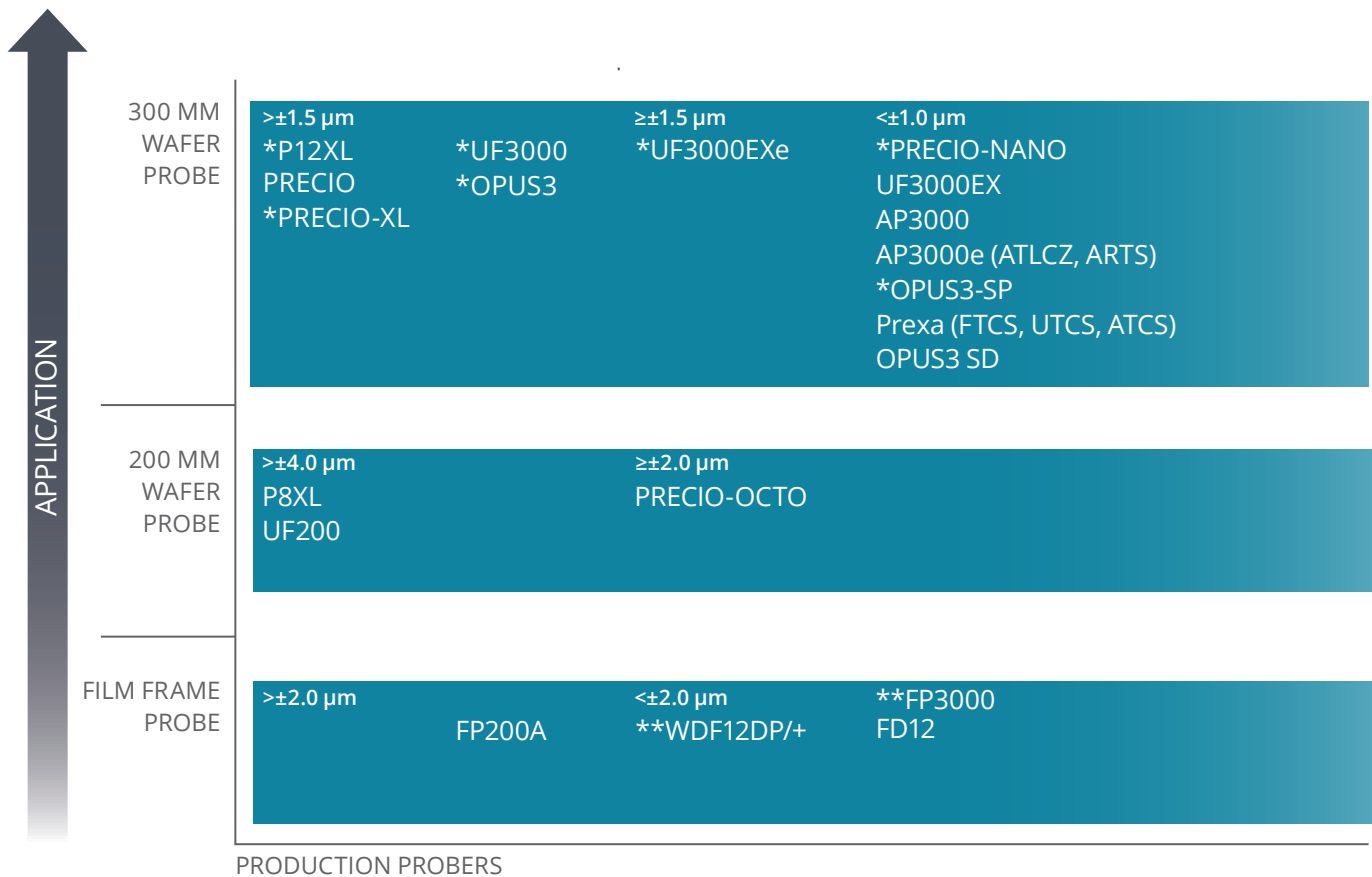 APPLICATION
300 MM
WAFER
PROBE
>±1.5 µm
*P12XL
PRECIO
*PRECIO-XL
*UF3000
*OPUS3
≥±1.5 µm
*UF3000EXe
<±1.0 µm
*PRECIO-NANO
UF3000EX
AP3000
AP3000e (ATLCZ, ARTS)
*OPUS3-SP
Prexa (FTCS, UTCS, ATCS)
OPUS3 SD
200 MM
WAFER
PROBE
>±4.0 µm
P8XL
UF200
≥±2.0 µm
PRECIO-OCTO
FILM FRAME
PROBE
>±2.0 µm
FP200A
<±2.0 µm
**WDF12DP/+
**FP3000
FD12
PRODUCTION PROBERS